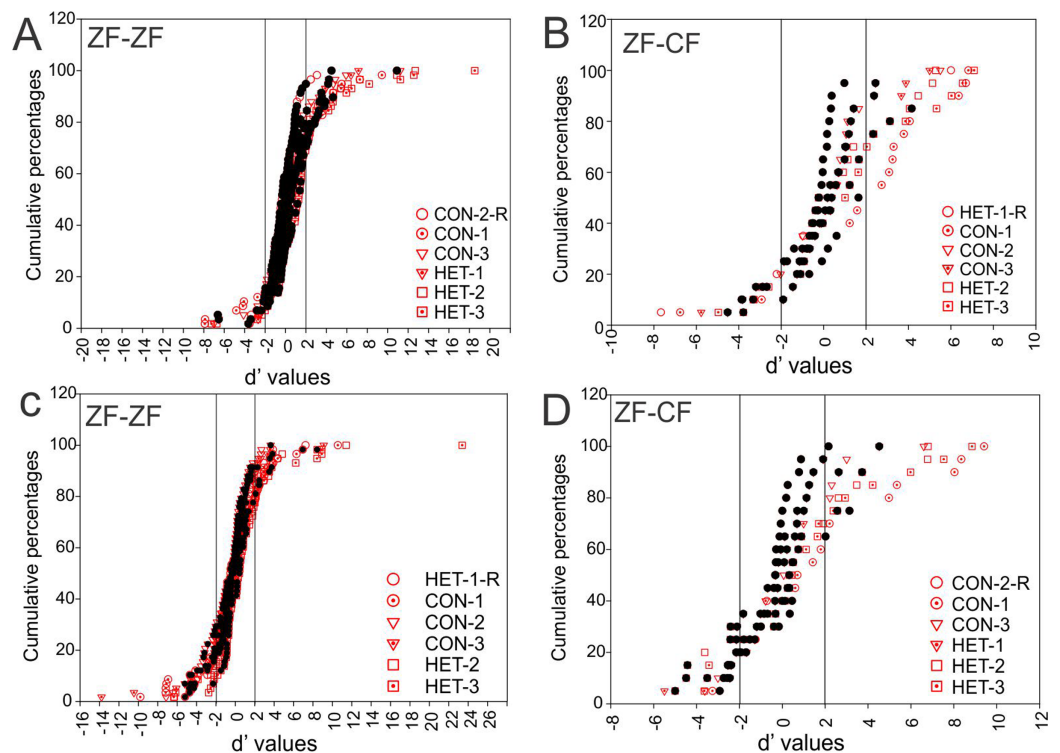 A
ZF-ZF
Cumulative percentages
120
100
80
60
40
20
0
CON-2-R
CON-1
CON-3
HET-1
HET-2
HET-3
-20 -18 -16 -14 -12 -10 -8 -6 -4 -2 0 2 4 6 8 10 12 14 16 18 20
d' values
B
ZF-CF
Cumulative percentages
120
100
80
60
40
20
0
HET-1-R
CON-1
CON-2
CON-3
HET-2
HET-3
-10 -8 -6 -4 -2 0 2 4 6 8 10
d' values
c
ZF-ZF
Cumulative percentages
120
100
80
60
40
20
0
HET-1-R
CON-1
CON-2
CON-3
HET-2
HET-3
-16 -14 -12 -10 -8 -6 -4 -2 0 2 4 6 8 10 12 14 16 18 20 22 24 26 28
d' values
D
ZF-CF
Cumulative percentages
120
100
80
60
40
20
0
CON-2-R
CON-1
CON-3
HET-1
HET-2
HET-3
-8 -6 -4 -2 0 2 4 6 8 10 12
d' values